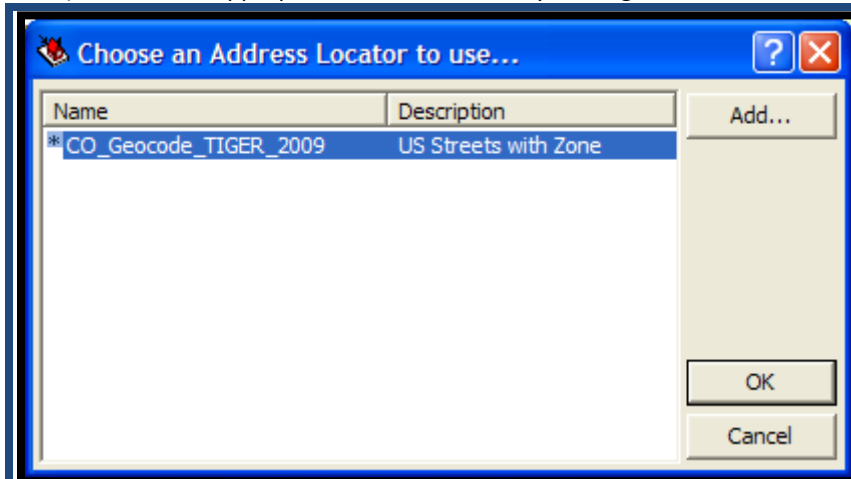 Choose an Address Locator to use...
Name Description Add...
*CO_Geocode_TIGER_2009 US Streets with Zone
OK
Cancel